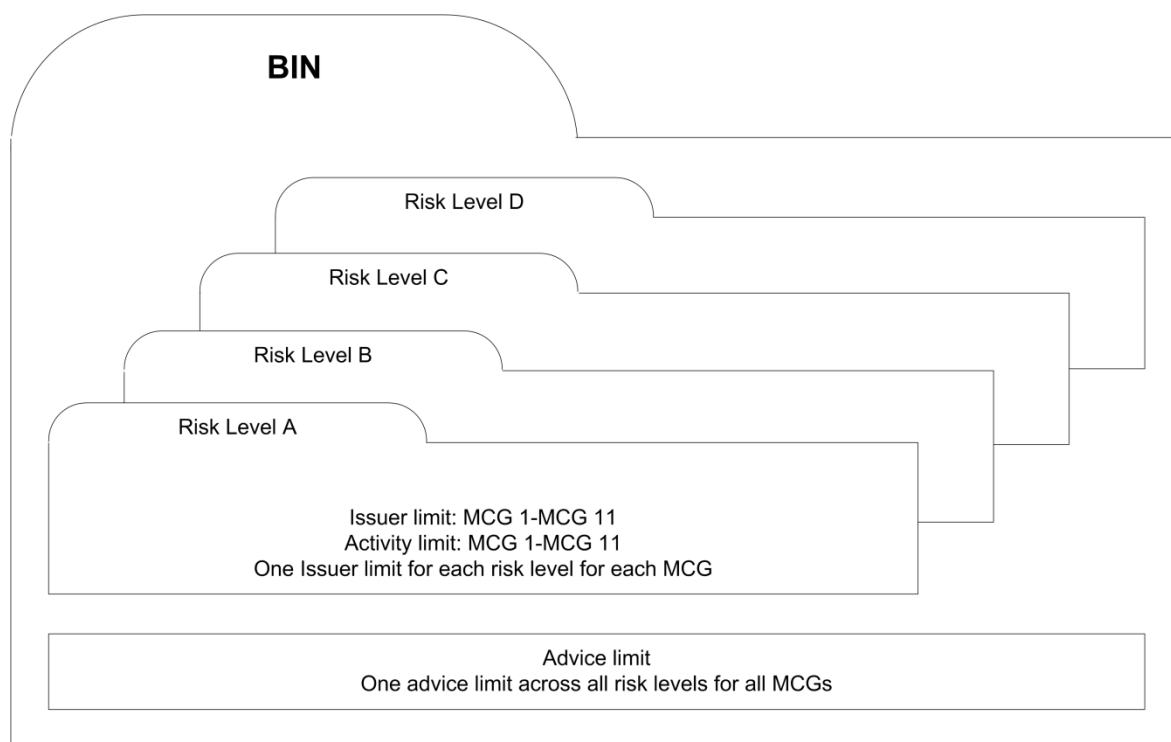 BIN
Risk Level D
Risk Level C
Risk Level B
Risk Level A
Issuer limit: MCG 1-MCG 11
Activity limit: MCG 1-MCG 11
One Issuer limit for each risk level for each MCG
Advice limit
One advice limit across all risk levels for all MCGs